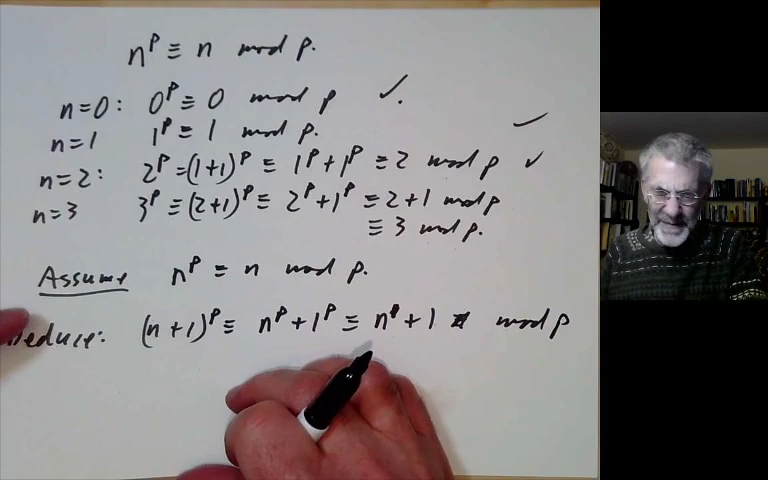 n^p ≡ n mod p.
n=0: 0^p ≡ 0 mod p ✓.
n=1 1^p ≡ 1 mod p. ✓
n=2: 2^p =(1+1)^p ≡ 1^p+1^p ≡ 2 mod p ✓
n=3 3^p ≡ (2+1)^p ≡ 2^p+1^p ≡ 2+1 mod p
≡ 3 mod p.
Assume n^p ≡ n mod p.
(n+1)^p ≡ n^p+1^p ≡ n^p+1 mod p